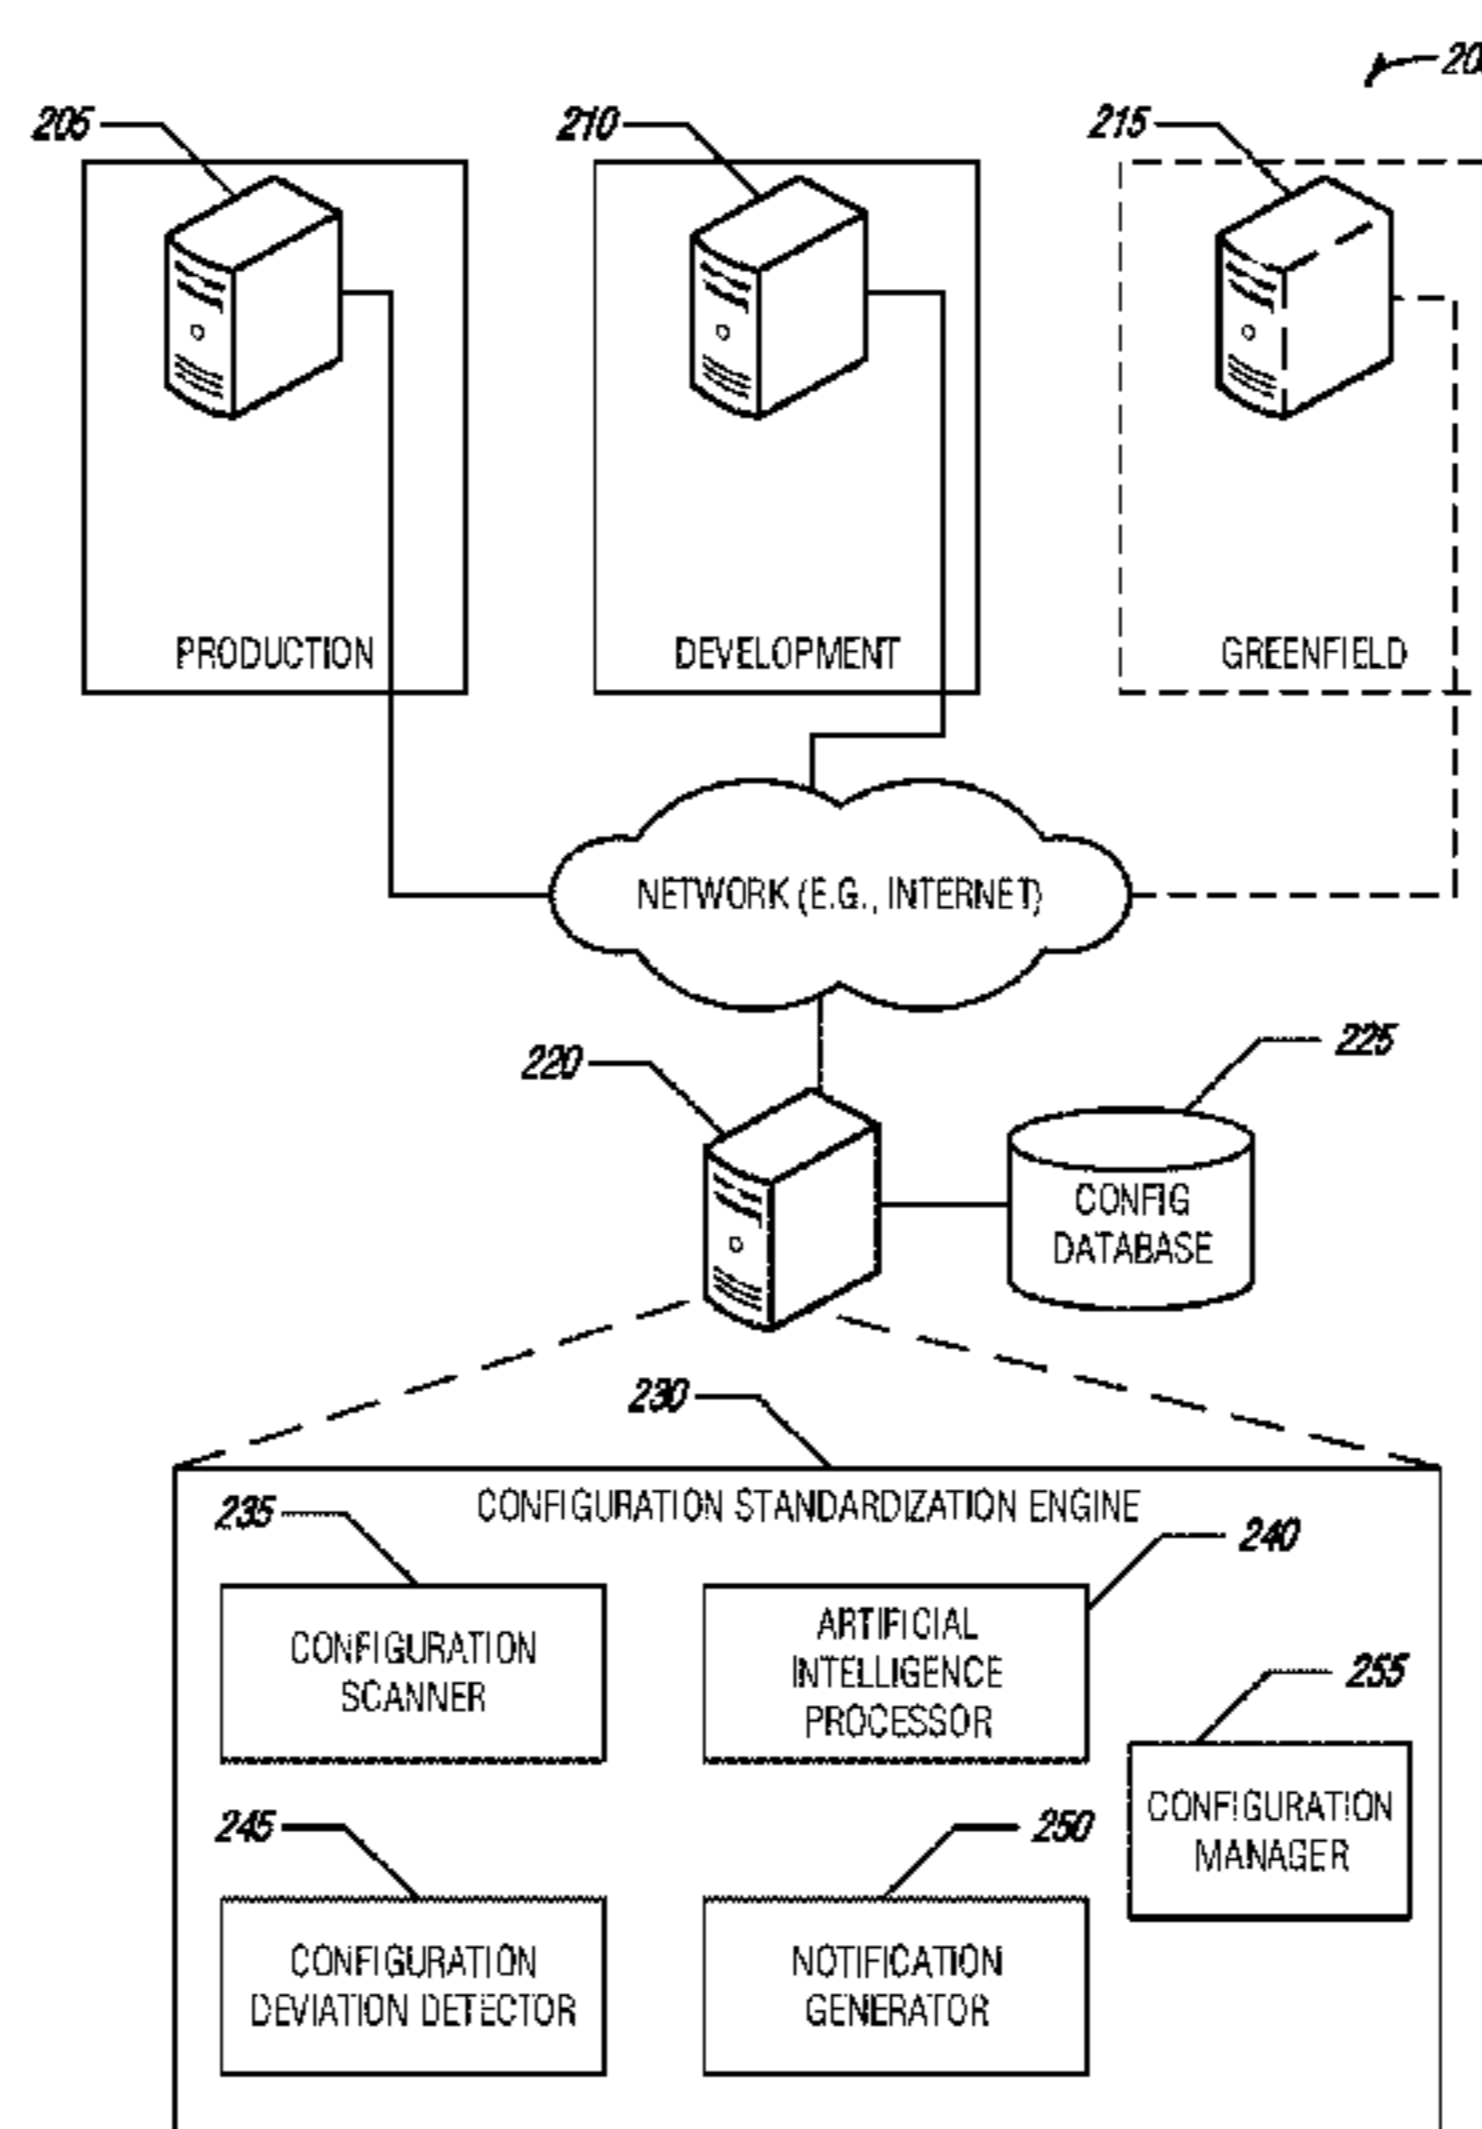 205
210
215
PRODUCTION
DEVELOPMENT
GREENFIELD
NETWORK (E.G., INTERNET)
220
225
CONFIG
DATABASE
230
CONFIGURATION STANDARDIZATION ENGINE
235
240
CONFIGURATION
SCANNER
ARTIFICIAL
INTELLIGENCE
PROCESSOR
255
CONFIGURATION
MANAGER
245
250
CONFIGURATION
DEVIATION DETECTOR
NOTIFICATION
GENERATOR